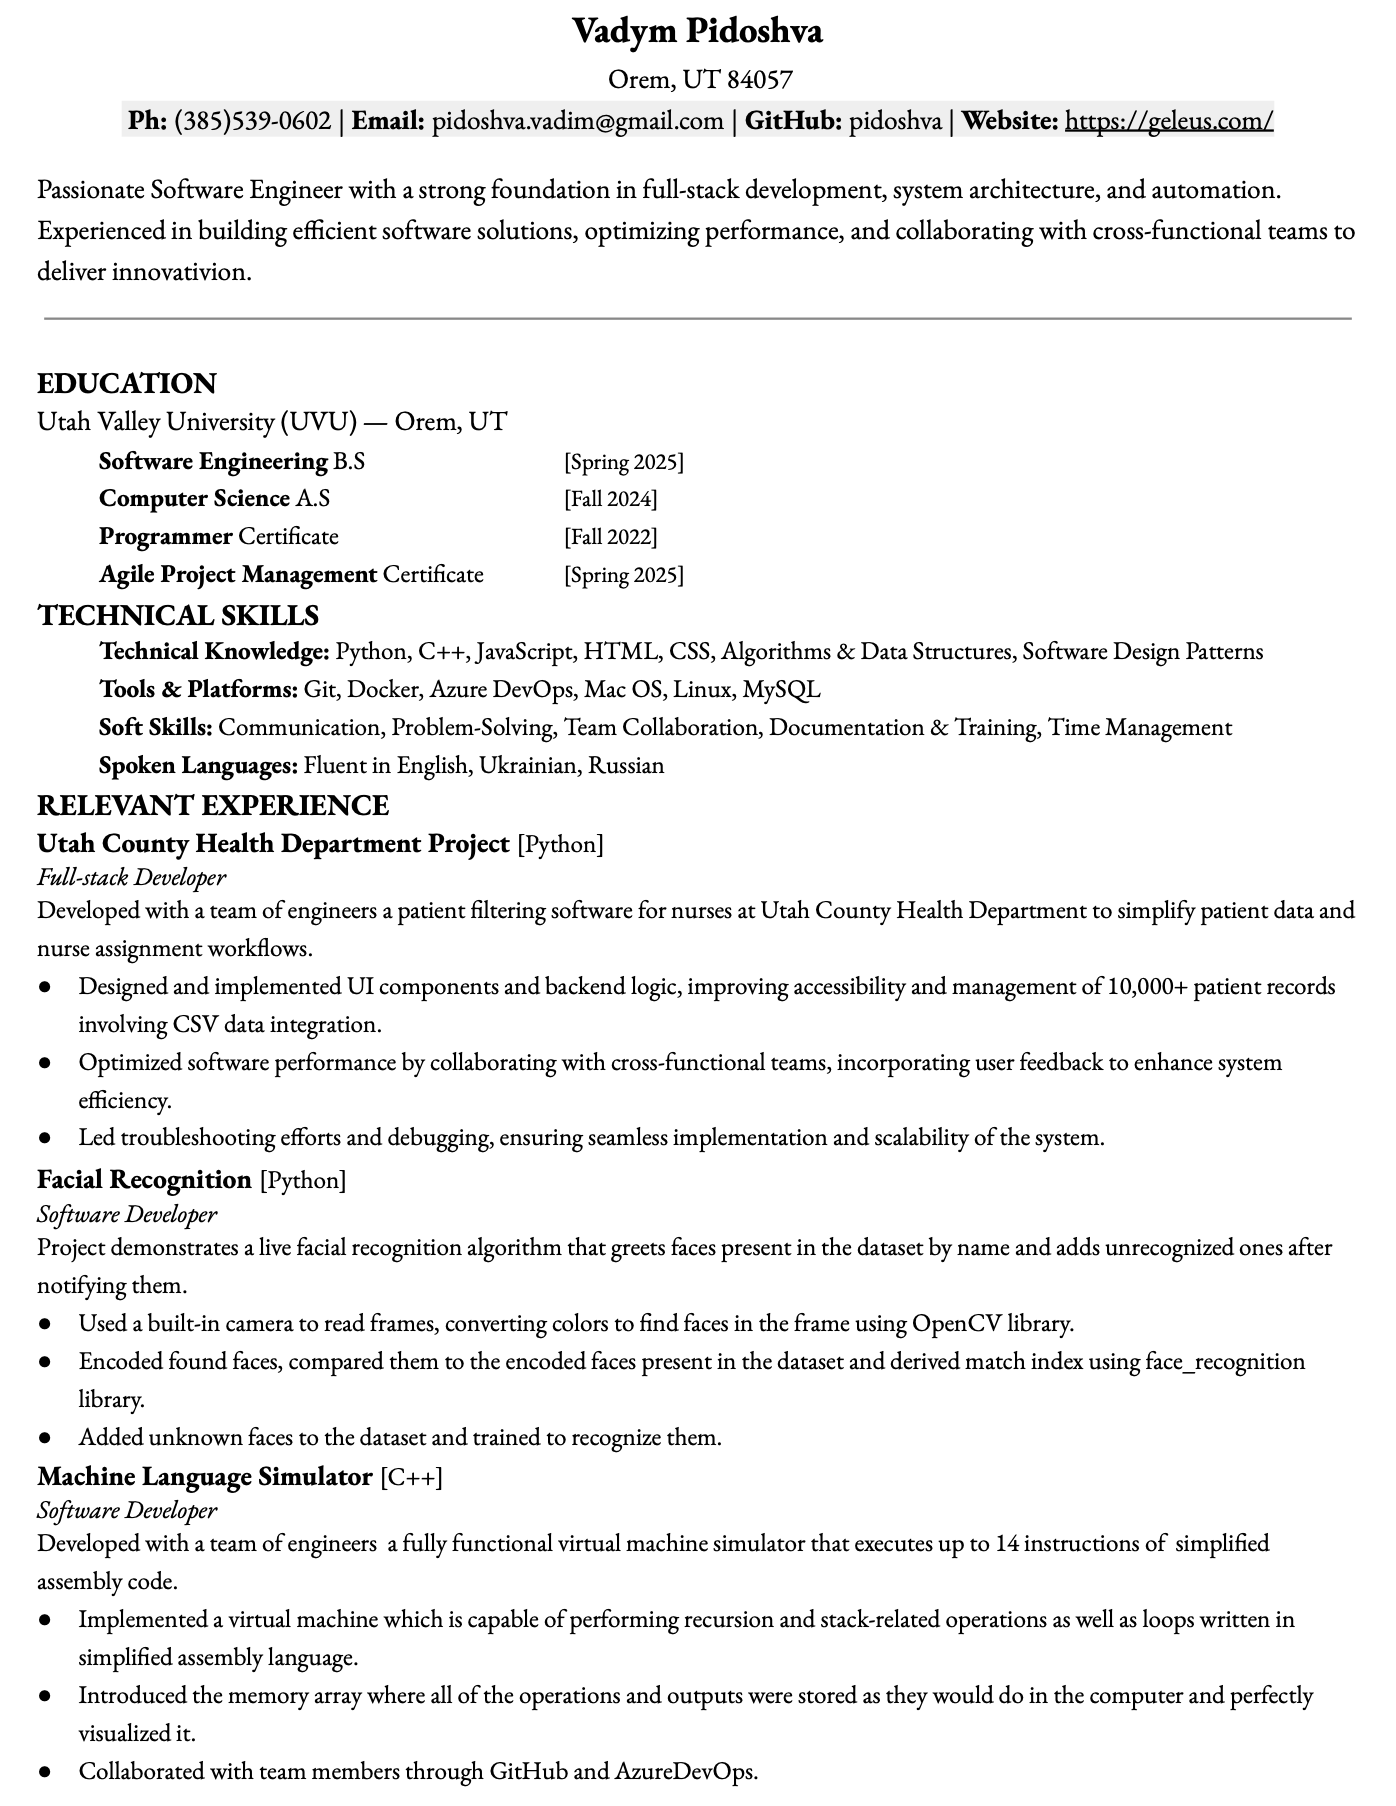 Vadym Pidoshva
Orem, UT 84057
Ph: (385)539-0602 | Email: pidoshva.vadim@gmail.com | GitHub: pidoshva | Website: https://geleus.com/
Passionate Software Engineer with a strong foundation in full-stack development, system architecture, and automation.
Experienced in building efficient software solutions, optimizing performance, and collaborating with cross-functional teams to
deliver innovativion.
EDUCATION
Utah Valley University (UVU) — Orem, UT
Software Engineering B.S [Spring 2025]
Computer Science A.S [Fall 2024]
Programmer Certificate [Fall 2022]
Agile Project Management Certificate [Spring 2025]
TECHNICAL SKILLS
Technical Knowledge: Python, C++, JavaScript, HTML, CSS, Algorithms & Data Structures, Software Design Patterns
Tools & Platforms: Git, Docker, Azure DevOps, Mac OS, Linux, MySQL
Soft Skills: Communication, Problem-Solving, Team Collaboration, Documentation & Training, Time Management
Spoken Languages: Fluent in English, Ukrainian, Russian
RELEVANT EXPERIENCE
Utah County Health Department Project [Python]
Full-stack Developer
Developed with a team of engineers a patient filtering software for nurses at Utah County Health Department to simplify patient data and
nurse assignment workflows.
● Designed and implemented UI components and backend logic, improving accessibility and management of 10,000+ patient records
involving CSV data integration.
● Optimized software performance by collaborating with cross-functional teams, incorporating user feedback to enhance system
efficiency.
● Led troubleshooting efforts and debugging, ensuring seamless implementation and scalability of the system.
Facial Recognition [Python]
Software Developer
Project demonstrates a live facial recognition algorithm that greets faces present in the dataset by name and adds unrecognized ones after
notifying them.
● Used a built-in camera to read frames, converting colors to find faces in the frame using OpenCV library.
● Encoded found faces, compared them to the encoded faces present in the dataset and derived match index using face_recognition
library.
● Added unknown faces to the dataset and trained to recognize them.
Machine Language Simulator [C++]
Software Developer
Developed with a team of engineers  a fully functional virtual machine simulator that executes up to 14 instructions of  simplified
assembly code.
● Implemented a virtual machine which is capable of performing recursion and stack-related operations as well as loops written in
simplified assembly language.
● Introduced the memory array where all of the operations and outputs were stored as they would do in the computer and perfectly
visualized it.
● Collaborated with team members through GitHub and AzureDevOps.